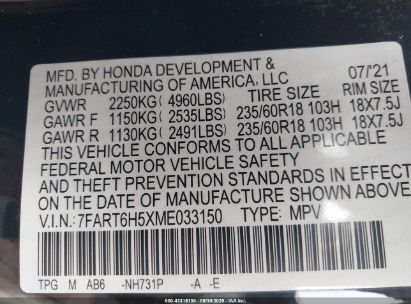 MFD. BY HONDA DEVELOPMENT & 07/'21
MANUFACTURING OF AMERICA, LLC
GVWR 2250KG ( 4960LBS) TIRE SIZE RIM SIZE
GAWR F 1150KG ( 2535LBS) 235/60R18 103H 18X7.5J
GAWR R 1130KG ( 2491LBS) 235/60R18 103H 18X7.5J
THIS VEHICLE CONFORMS TO ALL APPLICABLE
FEDERAL MOTOR VEHICLE SAFETY
AND THEFT PREVENTION STANDARDS IN EFFECT
ON THE DATE OF MANUFACTURE SHOWN ABOVE
V.I.N: 7FART6H5XME033150 TYPE: MPV
TPG M AB6 -NH731P -A -E